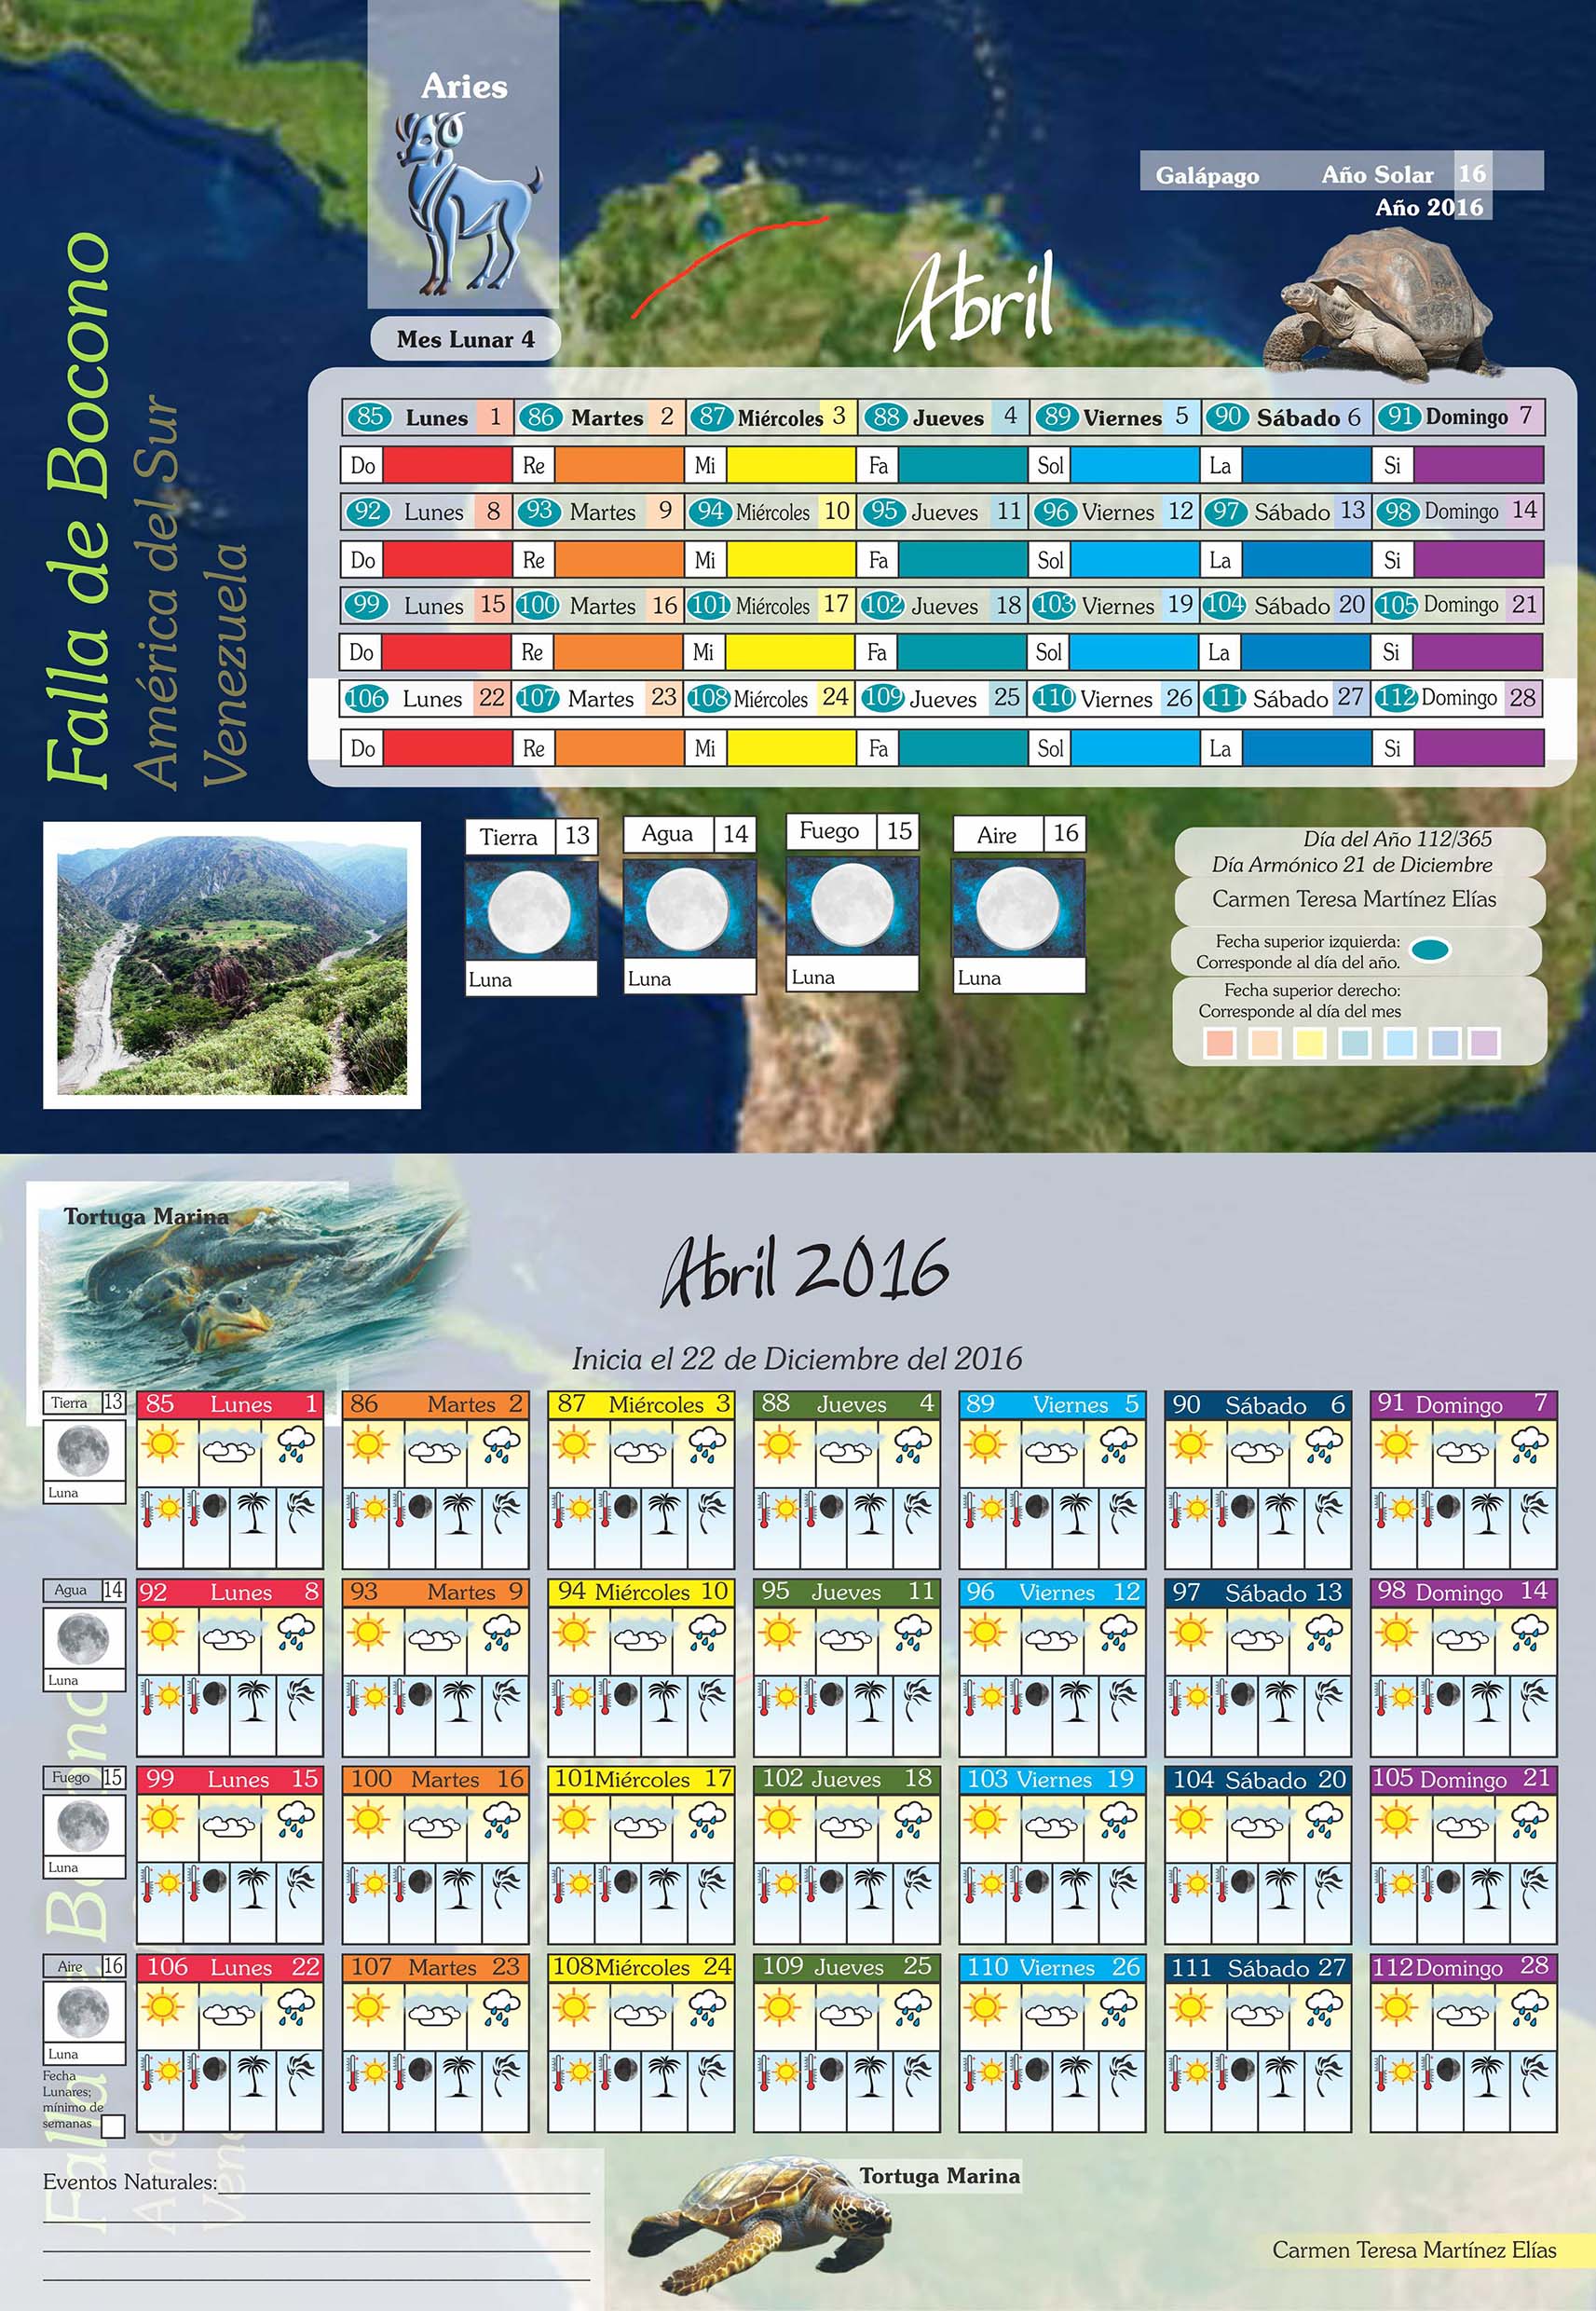 Aries
Mes Lunar 4
Galápago Año Solar 16
Año 2016
Abril
Falla de Bocono
América del Sur
Venezuela
85 Lunes 1 86 Martes 2 87 Miércoles 3 88 Jueves 4 89 Viernes 5 90 Sábado 6 91 Domingo 7
Do Re Mi Fa Sol La Si
92 Lunes 8 93 Martes 9 94 Miércoles 10 95 Jueves 11 96 Viernes 12 97 Sábado 13 98 Domingo 14
Do Re Mi Fa Sol La Si
99 Lunes 15 100 Martes 16 101 Miércoles 17 102 Jueves 18 103 Viernes 19 104 Sábado 20 105 Domingo 21
Do Re Mi Fa Sol La Si
106 Lunes 22 107 Martes 23 108 Miércoles 24 109 Jueves 25 110 Viernes 26 111 Sábado 27 112 Domingo 28
Do Re Mi Fa Sol La Si
Tierra 13 Agua 14 Fuego 15 Aire 16
Luna Luna Luna Luna
Día del Año 112/365
Día Armónico 21 de Diciembre
Carmen Teresa Martínez Elías
Fecha superior izquierda:
Corresponde al día del año.
Fecha superior derecho:
Corresponde al día del mes
Tortuga Marina
Abril 2016
Inicia el 22 de Diciembre del 2016
Tierra 13 85 Lunes 1 86 Martes 2 87 Miércoles 3 88 Jueves 4 89 Viernes 5 90 Sábado 6 91 Domingo 7
Luna
Agua 14 92 Lunes 8 93 Martes 9 94 Miércoles 10 95 Jueves 11 96 Viernes 12 97 Sábado 13 98 Domingo 14
Luna
Fuego 15 99 Lunes 15 100 Martes 16 101 Miércoles 17 102 Jueves 18 103 Viernes 19 104 Sábado 20 105 Domingo 21
Luna
Aire 16 106 Lunes 22 107 Martes 23 108 Miércoles 24 109 Jueves 25 110 Viernes 26 111 Sábado 27 112 Domingo 28
Luna
Fecha
Lunares;
mínimo de
semanas
Eventos Naturales:
Tortuga Marina
Carmen Teresa Martínez Elías